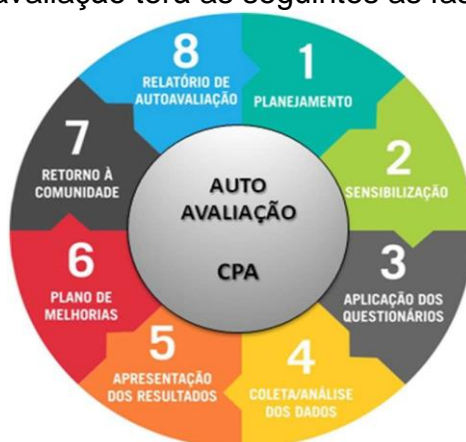 avaliação terá as seguintes as fas
8
RELATÓRIO DE
AUTOAVALIAÇÃO
1
PLANEJAMENTO
2
SENSIBILIZAÇÃO
3
APLICAÇÃO DOS
QUESTIONÁRIOS
4
COLETA/ANÁLISE
DOS DADOS
5
APRESENTAÇÃO
DOS RESULTADOS
6
PLANO DE
MELHORIAS
7
RETORNO À
COMUNIDADE
AUTO
AVALIAÇÃO
CPA